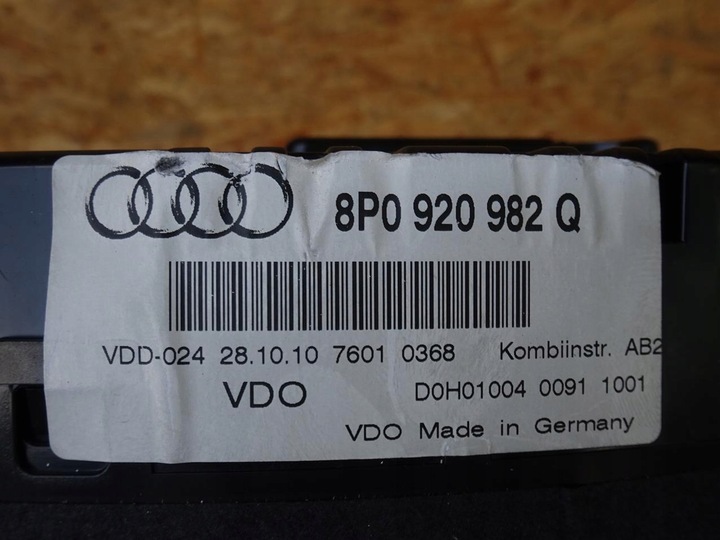 8P0 920 982 Q
VDD-024 28.10.10 7601 0368 Kombiinstr. AB2
VDO D0H01004 0091 1001
VDO Made in Germany